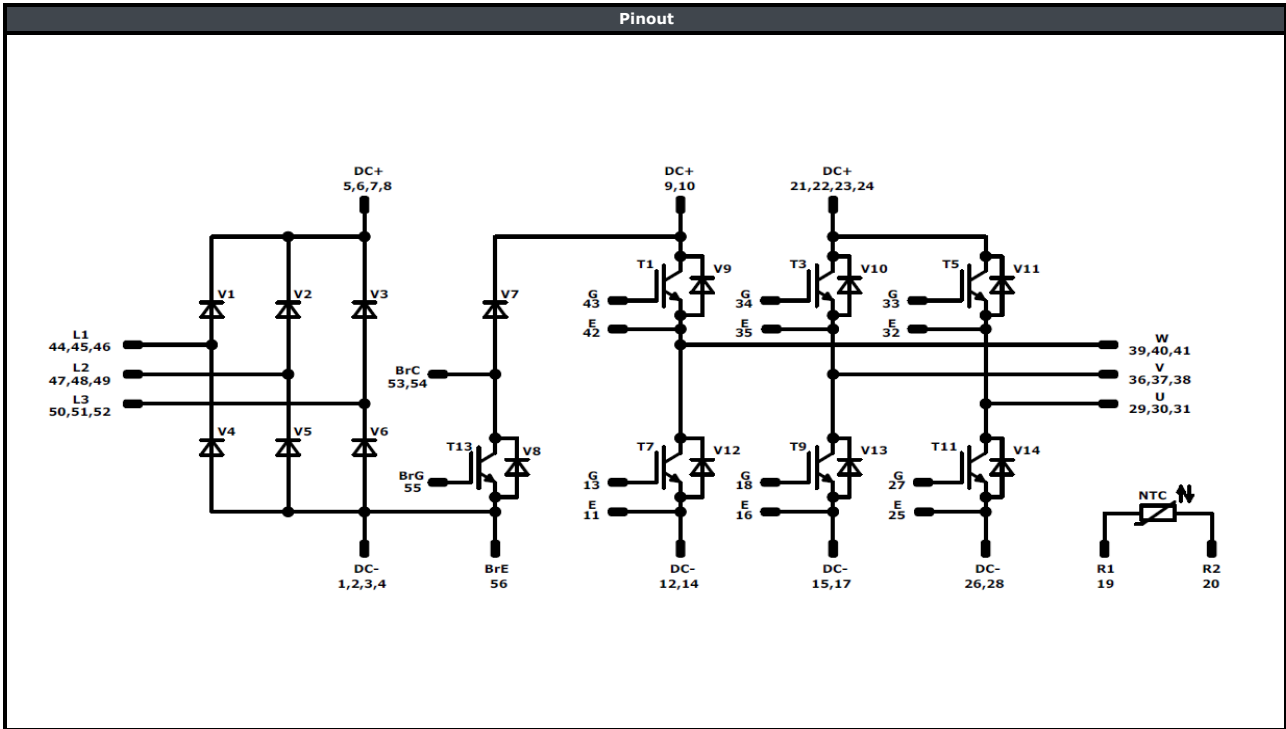 Pinout
DC+
5,6,7,8
DC+
9,10
DC+
21,22,23,24
T1
V9
T3
V10
T5
V11
V1
V2
V3
V7
G
43
G
34
G
33
E
42
E
35
E
32
L1
44,45,46
L2
47,48,49
L3
50,51,52
BrC
53,54
W
39,40,41
V
36,37,38
U
29,30,31
V4
V5
V6
T13
V8
T7
V12
T9
V13
T11
V14
BrG
55
G
13
G
18
G
27
E
11
E
16
E
25
NTC
DC-
1,2,3,4
BrE
56
DC-
12,14
DC-
15,17
DC-
26,28
R1
19
R2
20